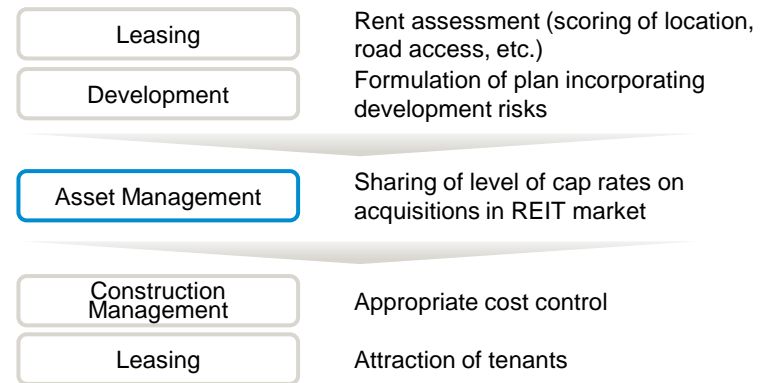 Leasing
Rent assessment (scoring of location,
road access, etc.)
Development
Formulation of plan incorporating
development risks
Asset Management
Sharing of level of cap rates on
acquisitions in REIT market
Construction
Management
Appropriate cost control
Leasing
Attraction of tenants